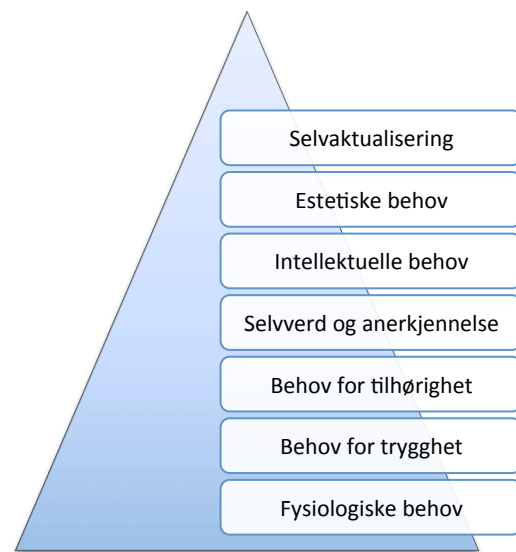 Selvaktualisering
Estetiske behov
Intellektuelle behov
Selvverd og anerkjennelse
Behov for tilhørighet
Behov for trygghet
Fysiologiske behov